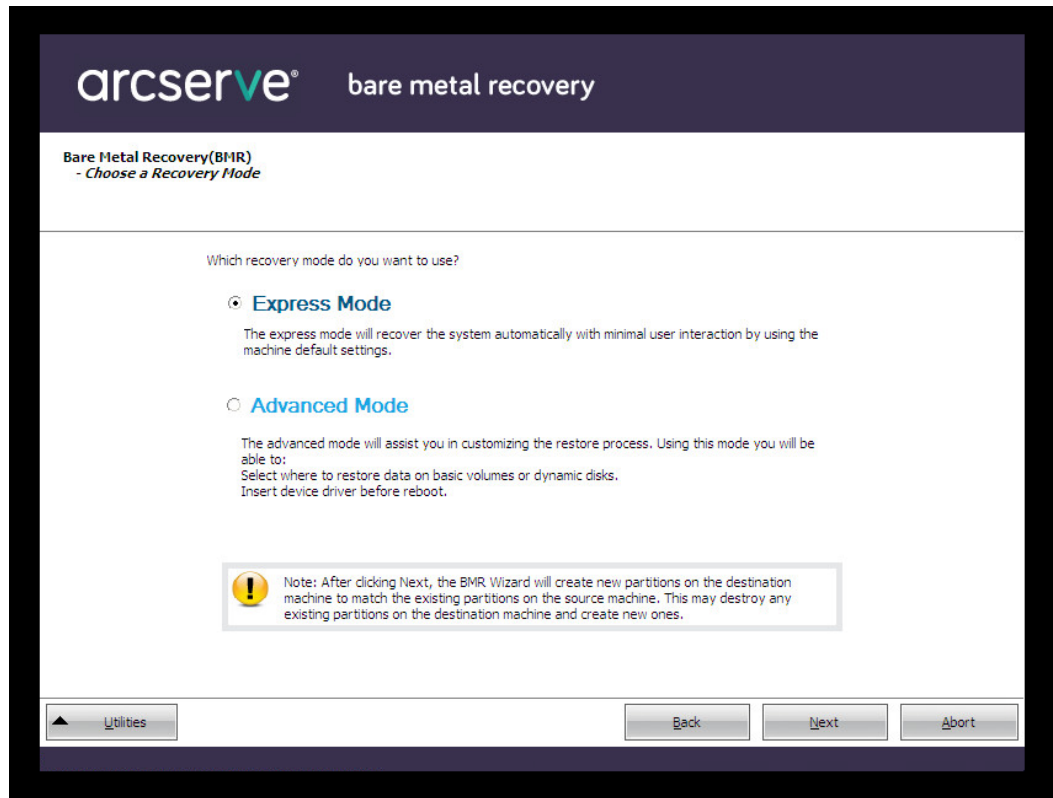 arcserve® bare metal recovery
Bare Metal Recovery(BMR)
- Choose a Recovery Mode
Which recovery mode do you want to use?
Express Mode
The express mode will recover the system automatically with minimal user interaction by using the
machine default settings.
Advanced Mode
The advanced mode will assist you in customizing the restore process. Using this mode you will be
able to:
Select where to restore data on basic volumes or dynamic disks.
Insert device driver before reboot.
Note: After clicking Next, the BMR Wizard will create new partitions on the destination
machine to match the existing partitions on the source machine. This may destroy any
existing partitions on the destination machine and create new ones.
Utilities Back Next Abort